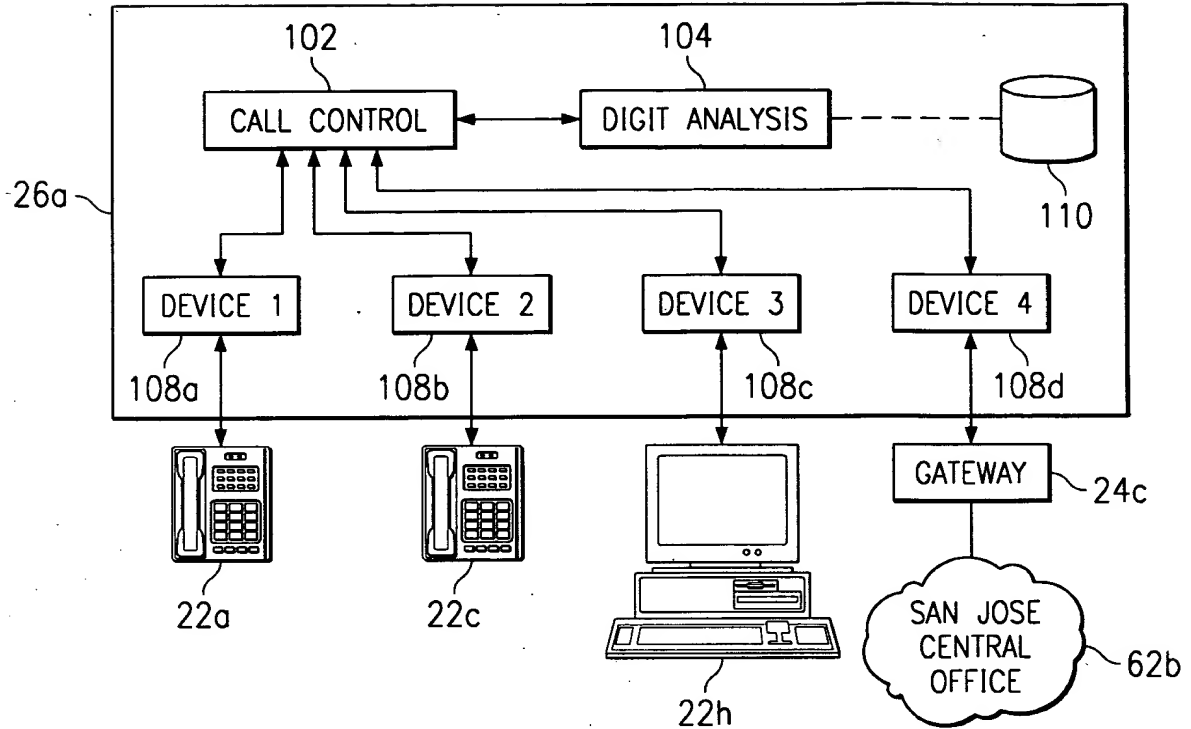 102
104
CALL CONTROL
DIGIT ANALYSIS
26a
110
DEVICE 1
DEVICE 2
DEVICE 3
DEVICE 4
108a
108b
108c
108d
GATEWAY
24c
22a
22c
22h
SAN JOSE
CENTRAL
OFFICE
62b